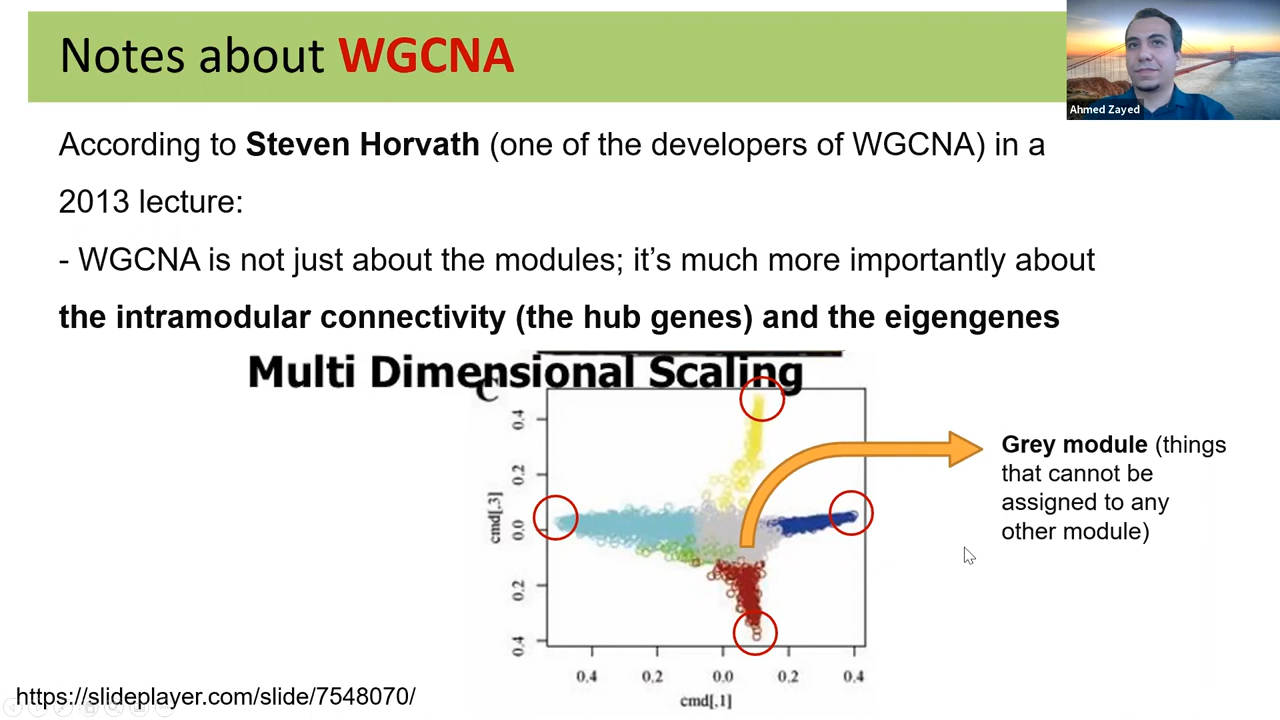 Notes about WGCNA
Ahmed Zayed
According to Steven Horvath (one of the developers of WGCNA) in a
2013 lecture:
- WGCNA is not just about the modules; it’s much more importantly about
the intramodular connectivity (the hub genes) and the eigengenes
Multi Dimensional Scaling
C
0.4
0.2
0.0
0.2
0.4
cmd[,3]
0.4 0.2 0.0 0.2 0.4
cmd[,1]
Grey module (things
that cannot be
assigned to any
other module)
https://slideplayer.com/slide/7548070/